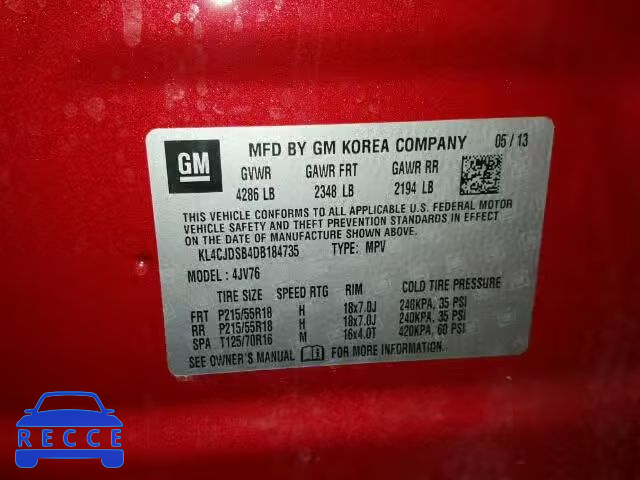 GM
MFD BY GM KOREA COMPANY 05 / 13
GVWR GAWR FRT GAWR RR
4286 LB 2348 LB 2194 LB
THIS VEHICLE CONFORMS TO ALL APPLICABLE U.S. FEDERAL MOTOR
VEHICLE SAFETY AND THEFT PREVENTION STANDARDS IN EFFECT
ON THE DATE OF MANUFACTURE SHOWN ABOVE.
KL4CJDSB4DB184735 TYPE: MPV
MODEL: 4JV76
TIRE SIZE SPEED RTG RIM COLD TIRE PRESSURE
FRT P215/55R18 H 18x7.0J 240KPA, 35 PSI
RR P215/55R18 H 18x7.0J 240KPA, 35 PSI
SPA T125/70R16 M 16x4.0T 420KPA, 60 PSI
SEE OWNER'S MANUAL FOR MORE INFORMATION.
RECCE